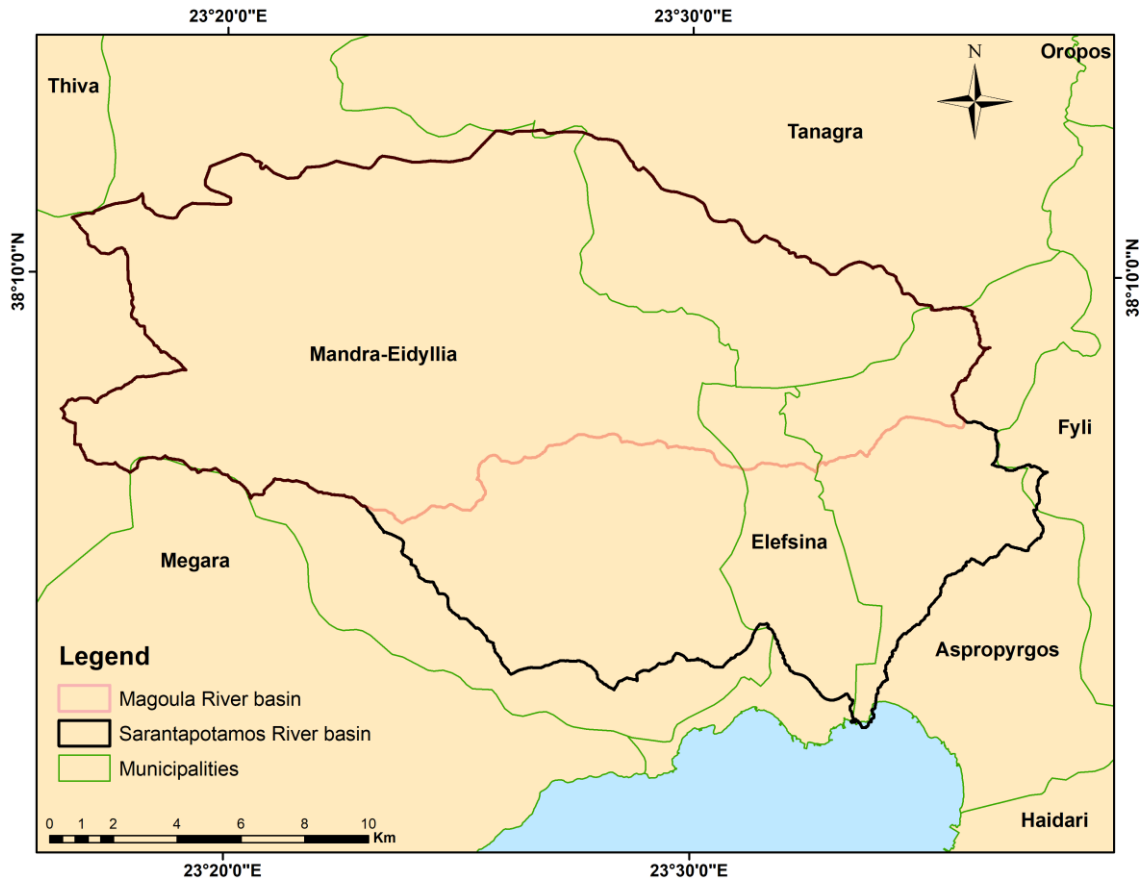 23°20'0"E
23°30'0"E
Oropos
Thiva
N
Tanagra
38°10'0"N
38°10'0"N
Mandra-Eidyllia
Fyli
Elefsina
Megara
Aspropyrgos
Legend
Magoula River basin
Sarantapotamos River basin
Municipalities
0 1 2 4 6 8 10
Km
Haidari
23°20'0"E
23°30'0"E